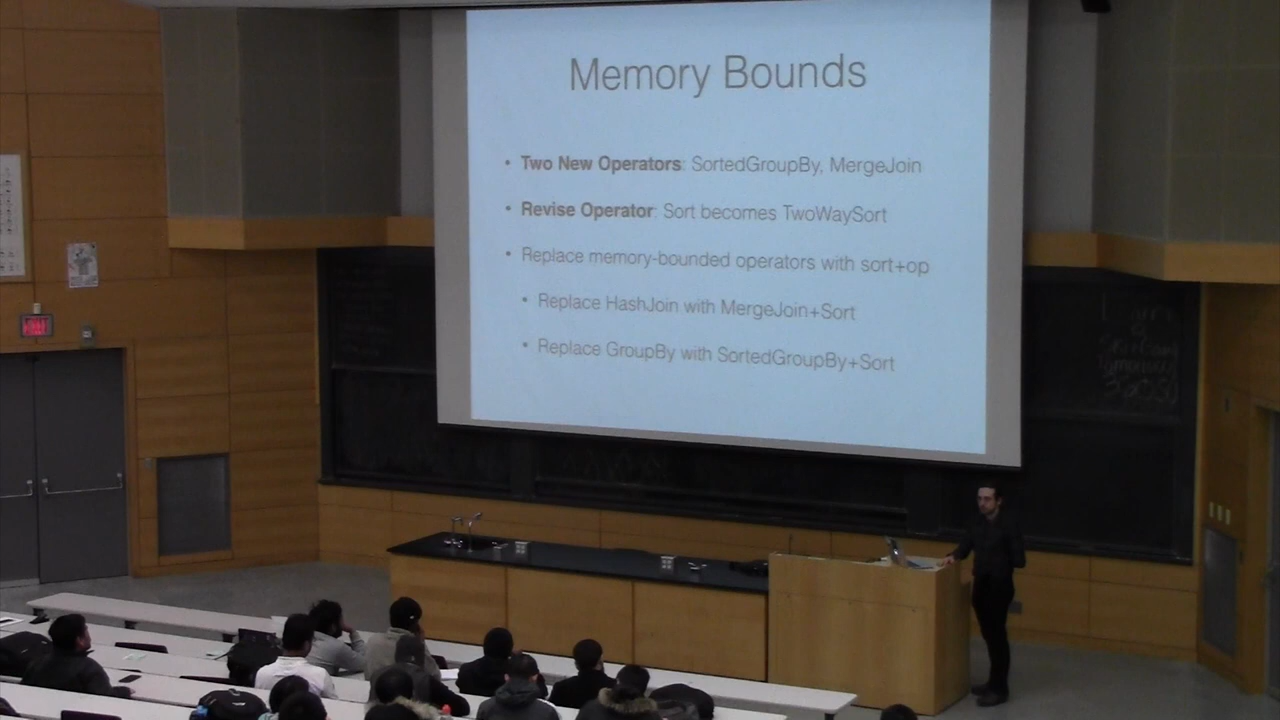 Memory Bounds
• Two New Operators: SortedGroupBy, MergeJoin
• Revise Operator: Sort becomes TwoWaySort
• Replace memory-bounded operators with sort+op
• Replace HashJoin with MergeJoin+Sort
• Replace GroupBy with SortedGroupBy+Sort